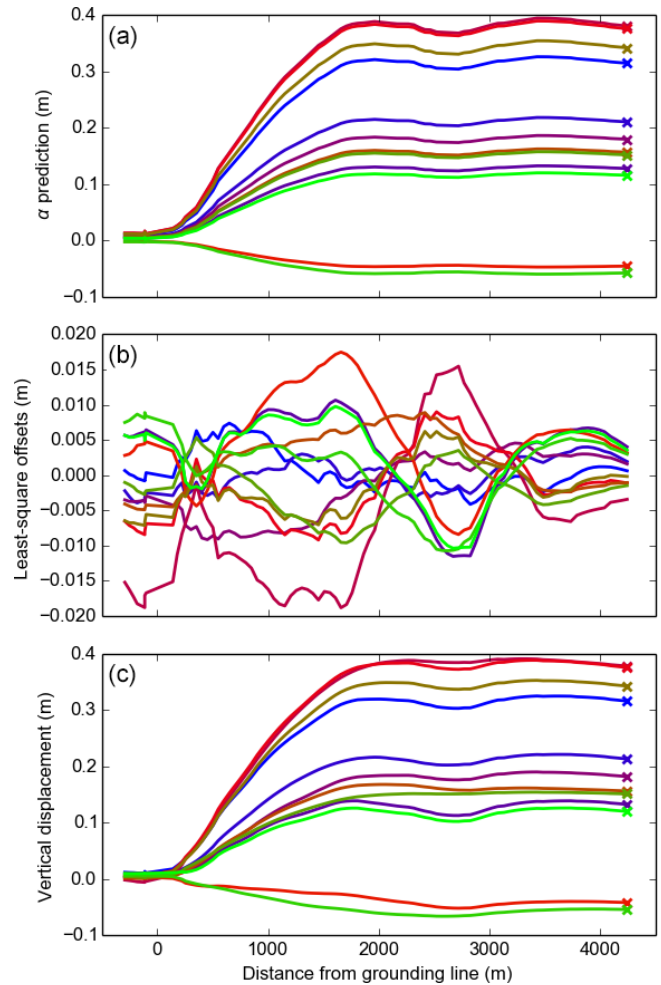 (a)
α prediction (m)
0.4
0.3
0.2
0.1
0.0
−0.1
(b)
Least-square offsets (m)
0.020
0.015
0.010
0.005
0.000
−0.005
−0.010
−0.015
−0.020
(c)
Vertical displacement (m)
0.4
0.3
0.2
0.1
0.0
−0.1
0 1000 2000 3000 4000
Distance from grounding line (m)